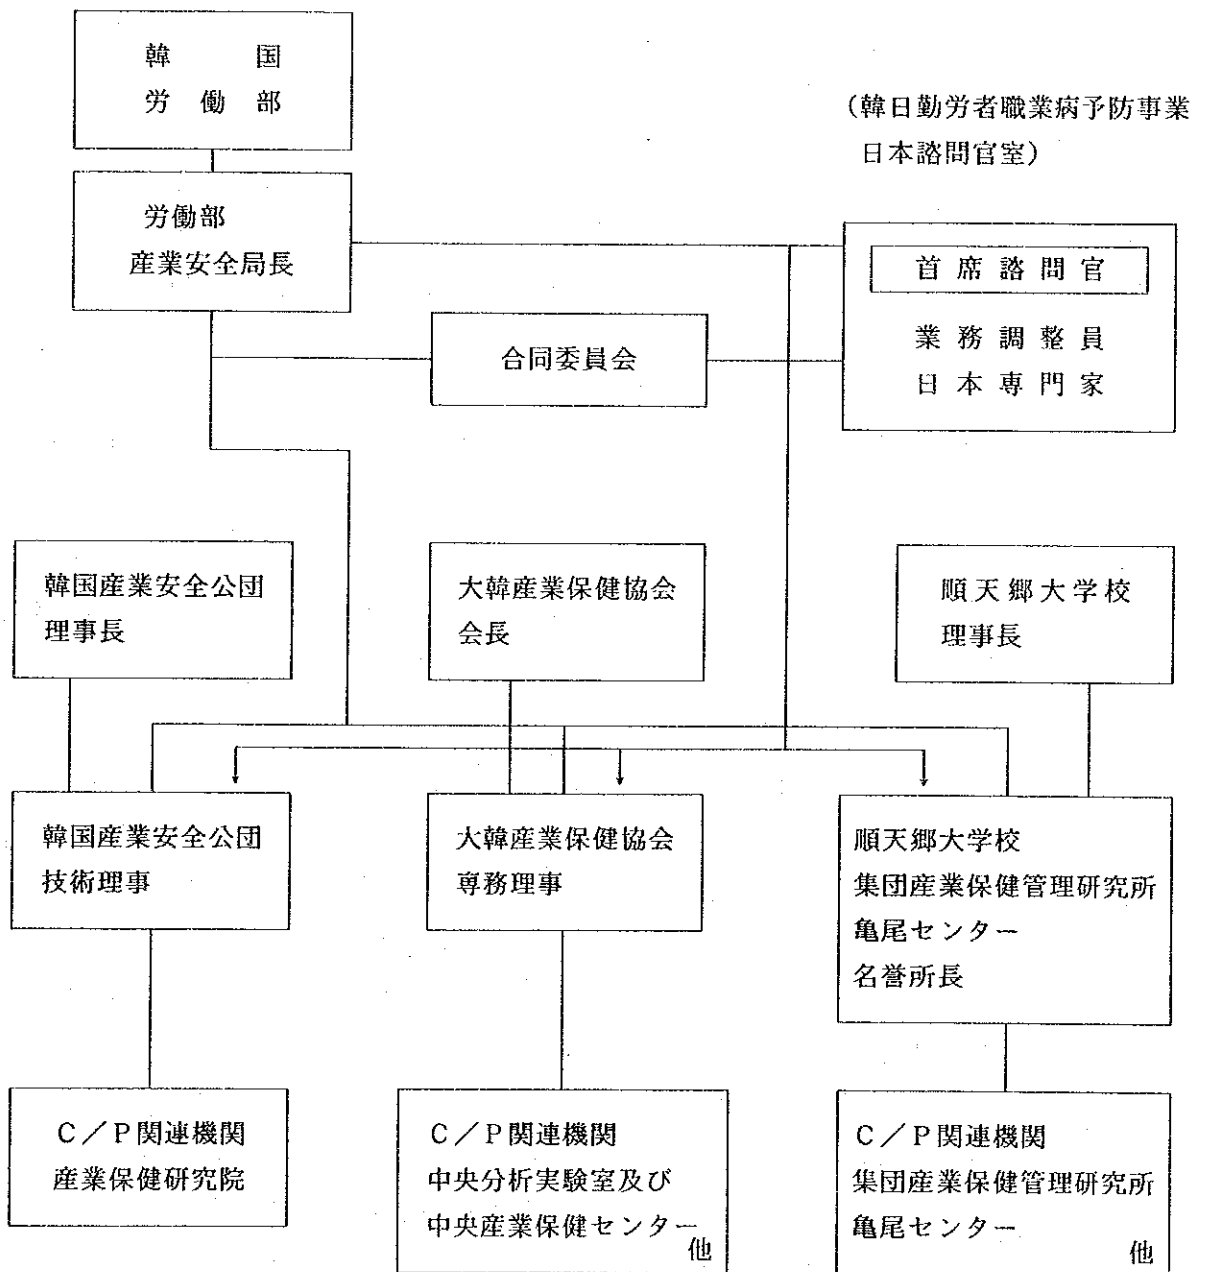 韓国
労働部
(韓日勤労者職業病予防事業
日本諮問官室)
労働部
産業安全局長
首席諮問官
業務調整員
日本専門家
合同委員会
韓国産業安全公団
理事長
大韓産業保健協会
会長
順天郷大学校
理事長
韓国産業安全公団
技術理事
大韓産業保健協会
専務理事
順天郷大学校
集団産業保健管理研究所
亀尾センター
名誉所長
C／P関連機関
産業保健研究院
C／P関連機関
中央分析実験室及び
中央産業保健センター
他
C／P関連機関
集団産業保健管理研究所
亀尾センター
他